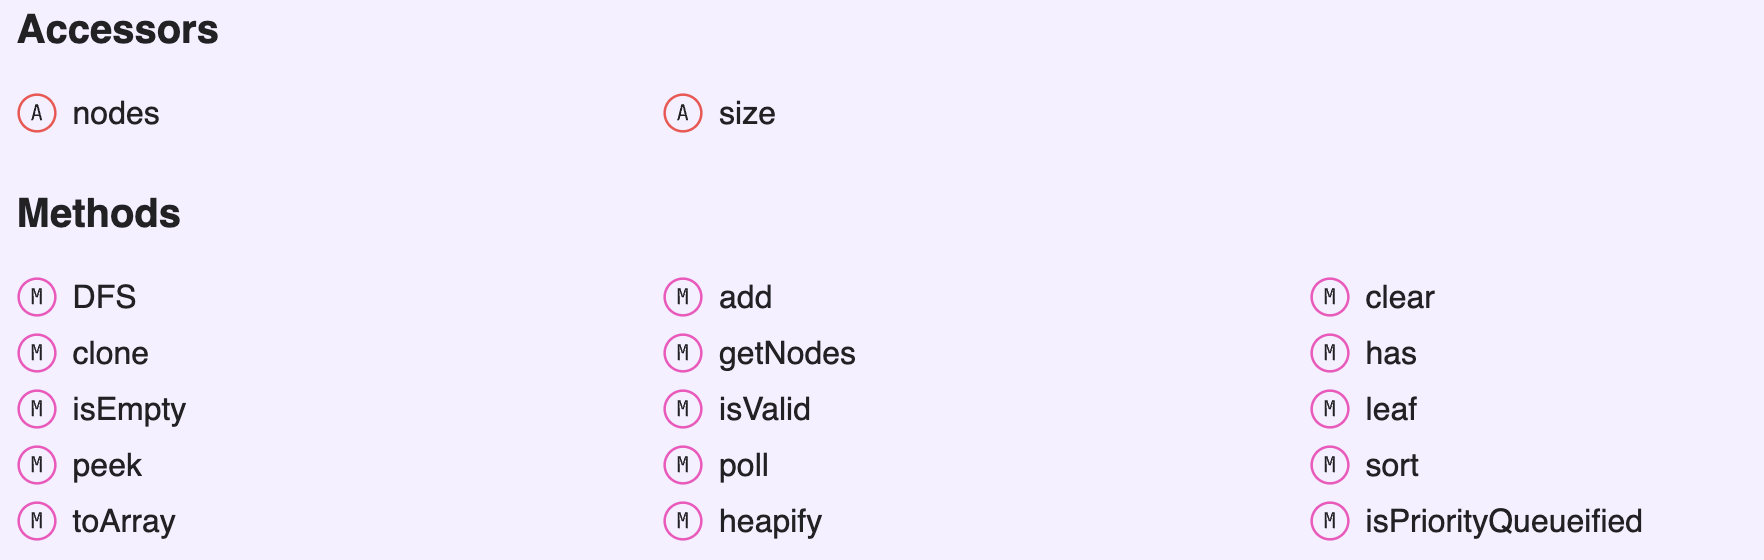 Accessors
A nodes A size
Methods
M DFS M add M clear
M clone M getNodes M has
M isEmpty M isValid M leaf
M peek M poll M sort
M toArray M heapify M isPriorityQueueified